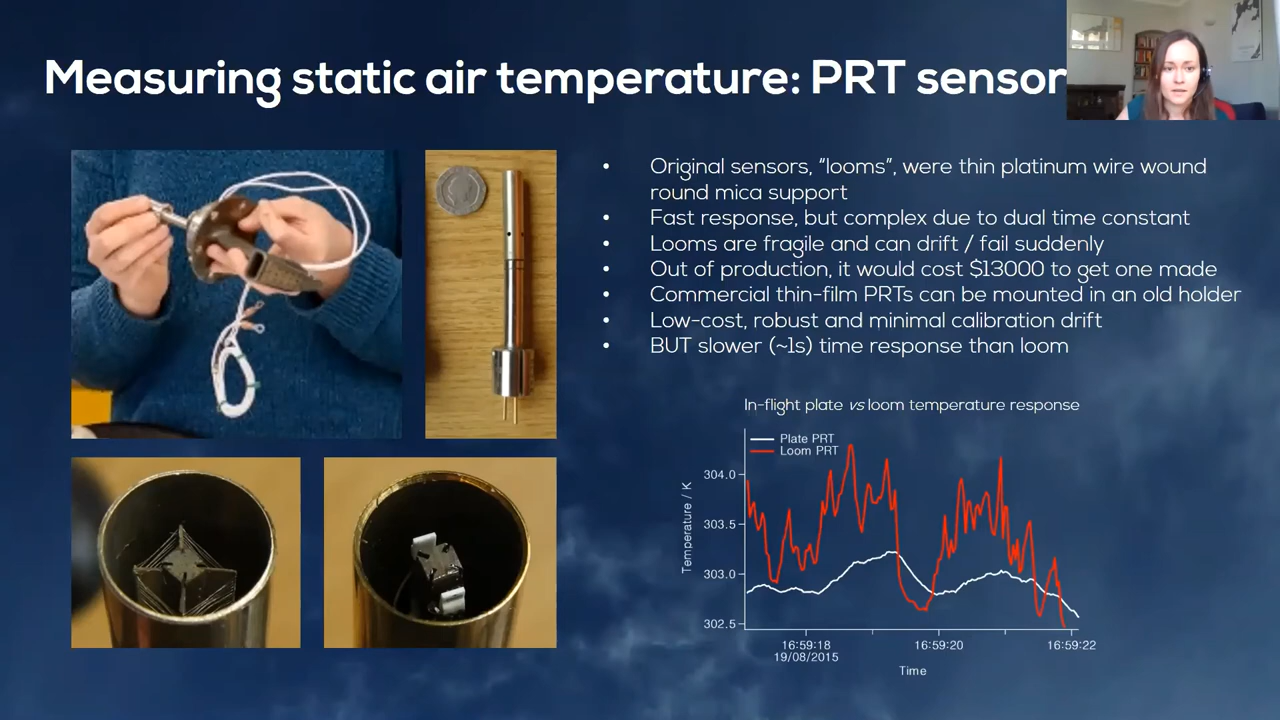 Measuring static air temperature: PRT sensor
• Original sensors, “looms”, were thin platinum wire wound
round mica support
• Fast response, but complex due to dual time constant
• Looms are fragile and can drift / fail suddenly
• Out of production, it would cost $13000 to get one made
• Commercial thin-film PRTs can be mounted in an old holder
• Low-cost, robust and minimal calibration drift
• BUT slower (~1s) time response than loom
In-flight plate vs loom temperature response
Plate PRT
Loom PRT
Temperature / K
304.0
303.5
303.0
302.5
16:59:18
19/08/2015
16:59:20
16:59:22
Time